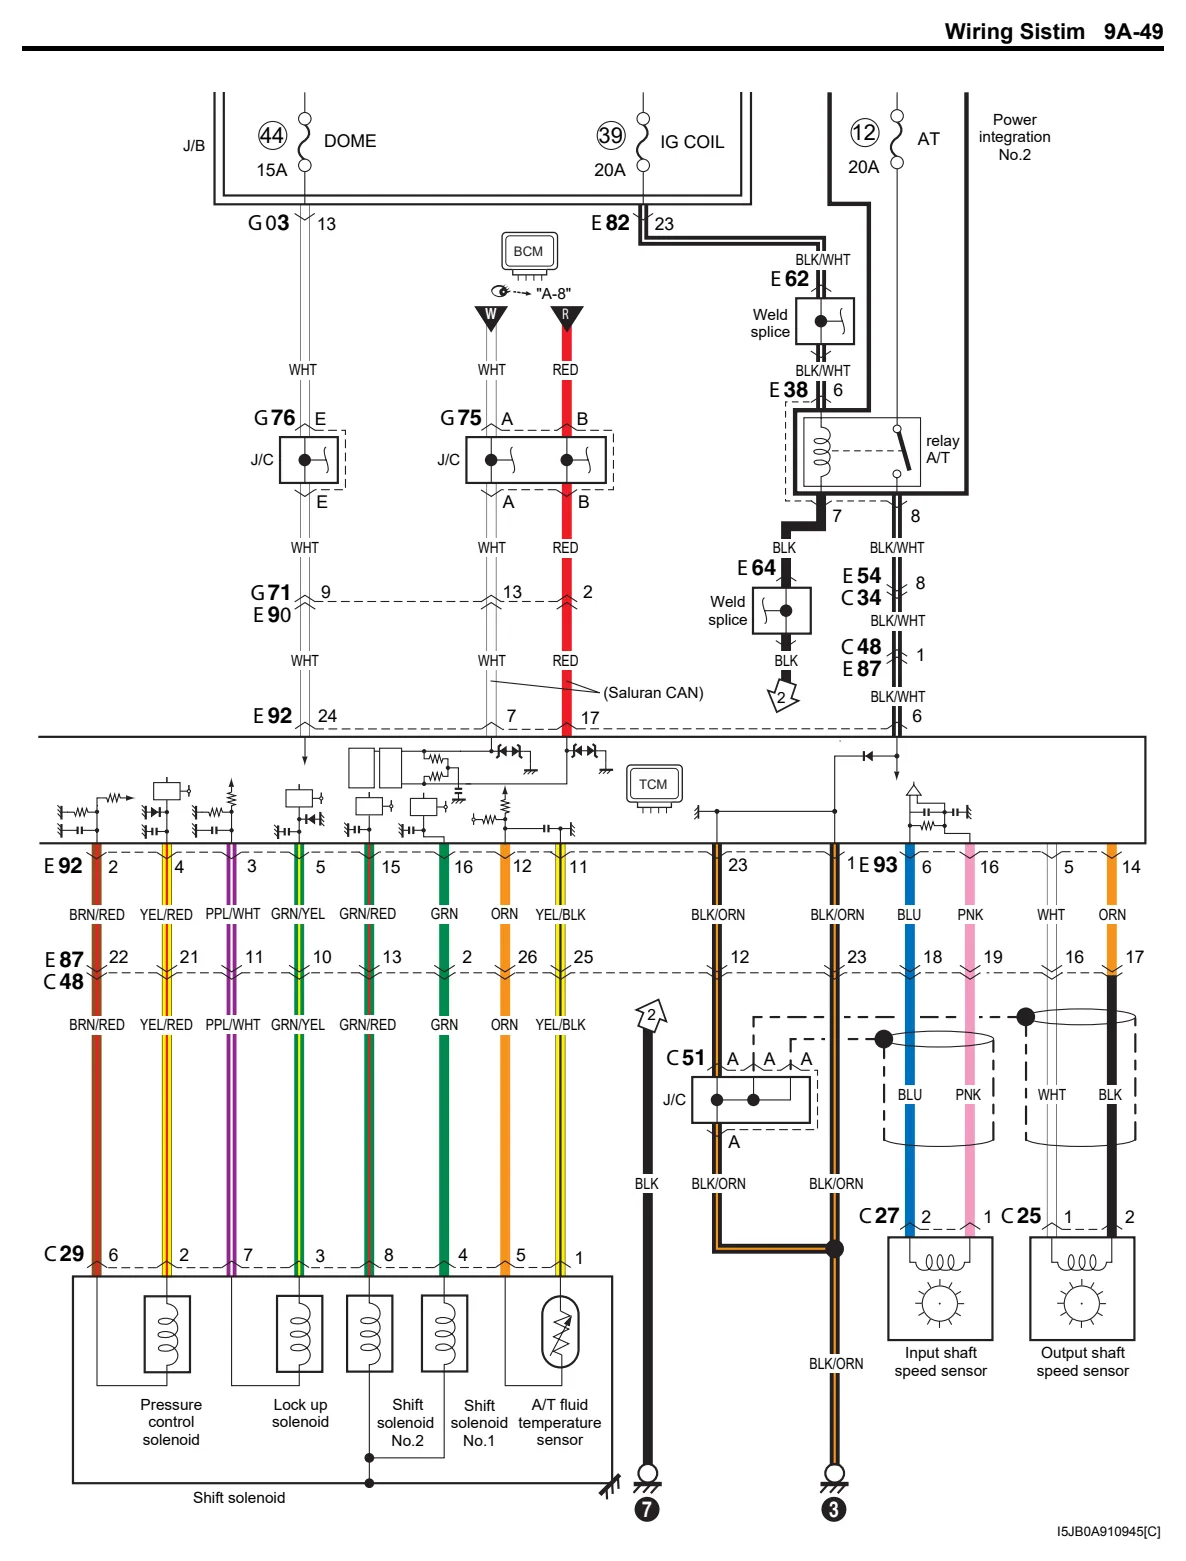 Wiring Sistim 9A-49
J/B
44
15A
DOME
39
20A
IG COIL
12
20A
AT
Power
integration
No.2
G03 13
E82 23
BCM
"A-8"
W
R
BLK/WHT
E62
Weld
splice
WHT
WHT
RED
BLK/WHT
E38 6
G76 E
G75 A
B
J/C
J/C
relay
A/T
E
A
B
7
8
WHT
WHT
RED
BLK
BLK/WHT
E64
E54
C34
8
G71
E90
9
13
2
Weld
splice
BLK/WHT
C48
E87
1
WHT
WHT
RED
BLK
(Saluran CAN)
2
BLK/WHT
E92 24
7
17
6
TCM
E92 2 4 3 5 15 16 12 11 23 1 E93 6 16 5 14
BRN/RED YEL/RED PPL/WHT GRN/YEL GRN/RED GRN ORN YEL/BLK BLK/ORN BLK/ORN BLU PNK WHT ORN
E87
C48
22 21 11 10 13 2 26 25 12 23 18 19 16 17
BRN/RED YEL/RED PPL/WHT GRN/YEL GRN/RED GRN ORN YEL/BLK
2
C51 A A A
J/C
A
BLU PNK WHT BLK
BLK BLK/ORN BLK/ORN
C27 2 1 C25 1 2
C29 6 2 7 3 8 4 5 1
Input shaft
speed sensor
Output shaft
speed sensor
BLK/ORN
Pressure
control
solenoid
Lock up
solenoid
Shift
solenoid
No.2
Shift
solenoid
No.1
A/T fluid
temperature
sensor
Shift solenoid
7
3
I5JB0A910945[C]